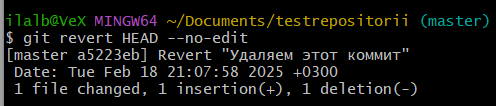 ilalb@VeX MINGW64 ~/Documents/testrepositorii (master)
$ git revert HEAD --no-edit
[master a5223eb] Revert "Удаляем этот коммит"
 Date: Tue Feb 18 21:07:58 2025 +0300
 1 file changed, 1 insertion(+), 1 deletion(-)